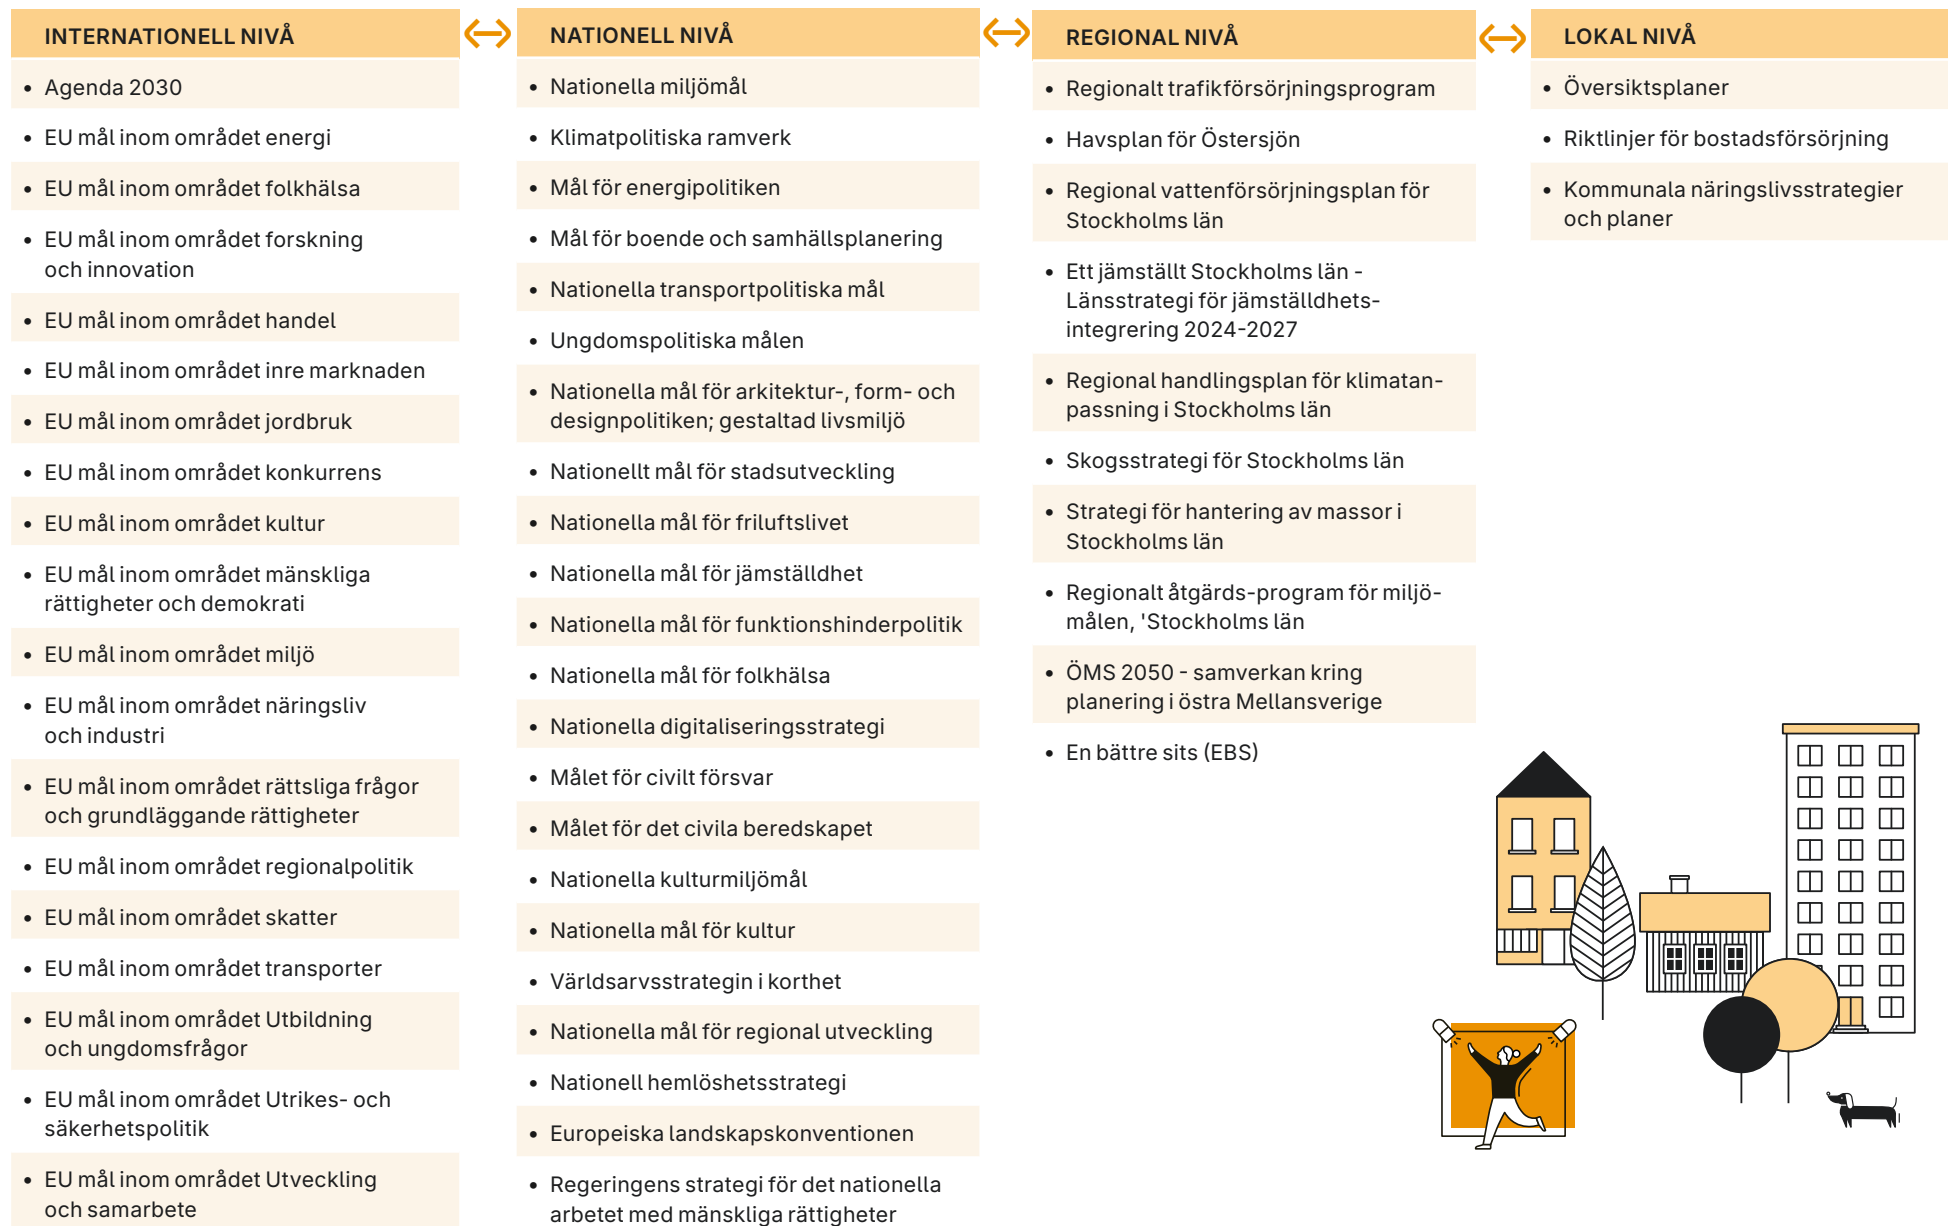 INTERNATIONELL NIVÅ
• Agenda 2030
• EU mål inom området energi
• EU mål inom området folkhälsa
• EU mål inom området forskning
och innovation
• EU mål inom området handel
• EU mål inom området inre marknaden
• EU mål inom området jordbruk
• EU mål inom området konkurrens
• EU mål inom området kultur
• EU mål inom området mänskliga
rättigheter och demokrati
• EU mål inom området miljö
• EU mål inom området näringsliv
och industri
• EU mål inom området rättsliga frågor
och grundläggande rättigheter
• EU mål inom området regionalpolitik
• EU mål inom området skatter
• EU mål inom området transporter
• EU mål inom området Utbildning
och ungdomsfrågor
• EU mål inom området Utrikes- och
säkerhetspolitik
• EU mål inom området Utveckling
och samarbete
NATIONELL NIVÅ
• Nationella miljömål
• Klimatpolitiska ramverk
• Mål för energipolitiken
• Mål för boende och samhällsplanering
• Nationella transportpolitiska mål
• Ungdomspolitiska målen
• Nationella mål för arkitektur-, form- och
designpolitiken; gestaltad livsmiljö
• Nationellt mål för stadsutveckling
• Nationella mål för friluftslivet
• Nationella mål för jämställdhet
• Nationella mål för funktionshinderpolitik
• Nationella mål för folkhälsa
• Nationella digitaliseringsstrategi
• Målet för civilt försvar
• Målet för det civila beredskapet
• Nationella kulturmiljömål
• Nationella mål för kultur
• Världsarvsstrategin i korthet
• Nationella mål för regional utveckling
• Nationell hemlöshetsstrategi
• Europeiska landskapskonventionen
• Regeringens strategi för det nationella
arbetet med mänskliga rättigheter
REGIONAL NIVÅ
• Regionalt trafikförsörjningsprogram
• Havsplan för Östersjön
• Regional vattenförsörjningsplan för
Stockholms län
• Ett jämställt Stockholms län -
Länsstrategi för jämställdhets-
integrering 2024-2027
• Regional handlingsplan för klimatan-
passning i Stockholms län
• Skogsstrategi för Stockholms län
• Strategi för hantering av massor i
Stockholms län
• Regionalt åtgärds-program för miljö-
målen, 'Stockholms län
• ÖMS 2050 - samverkan kring
planering i östra Mellansverige
• En bättre sits (EBS)
LOKAL NIVÅ
• Översiktsplaner
• Riktlinjer för bostadsförsörjning
• Kommunala näringslivsstrategier
och planer